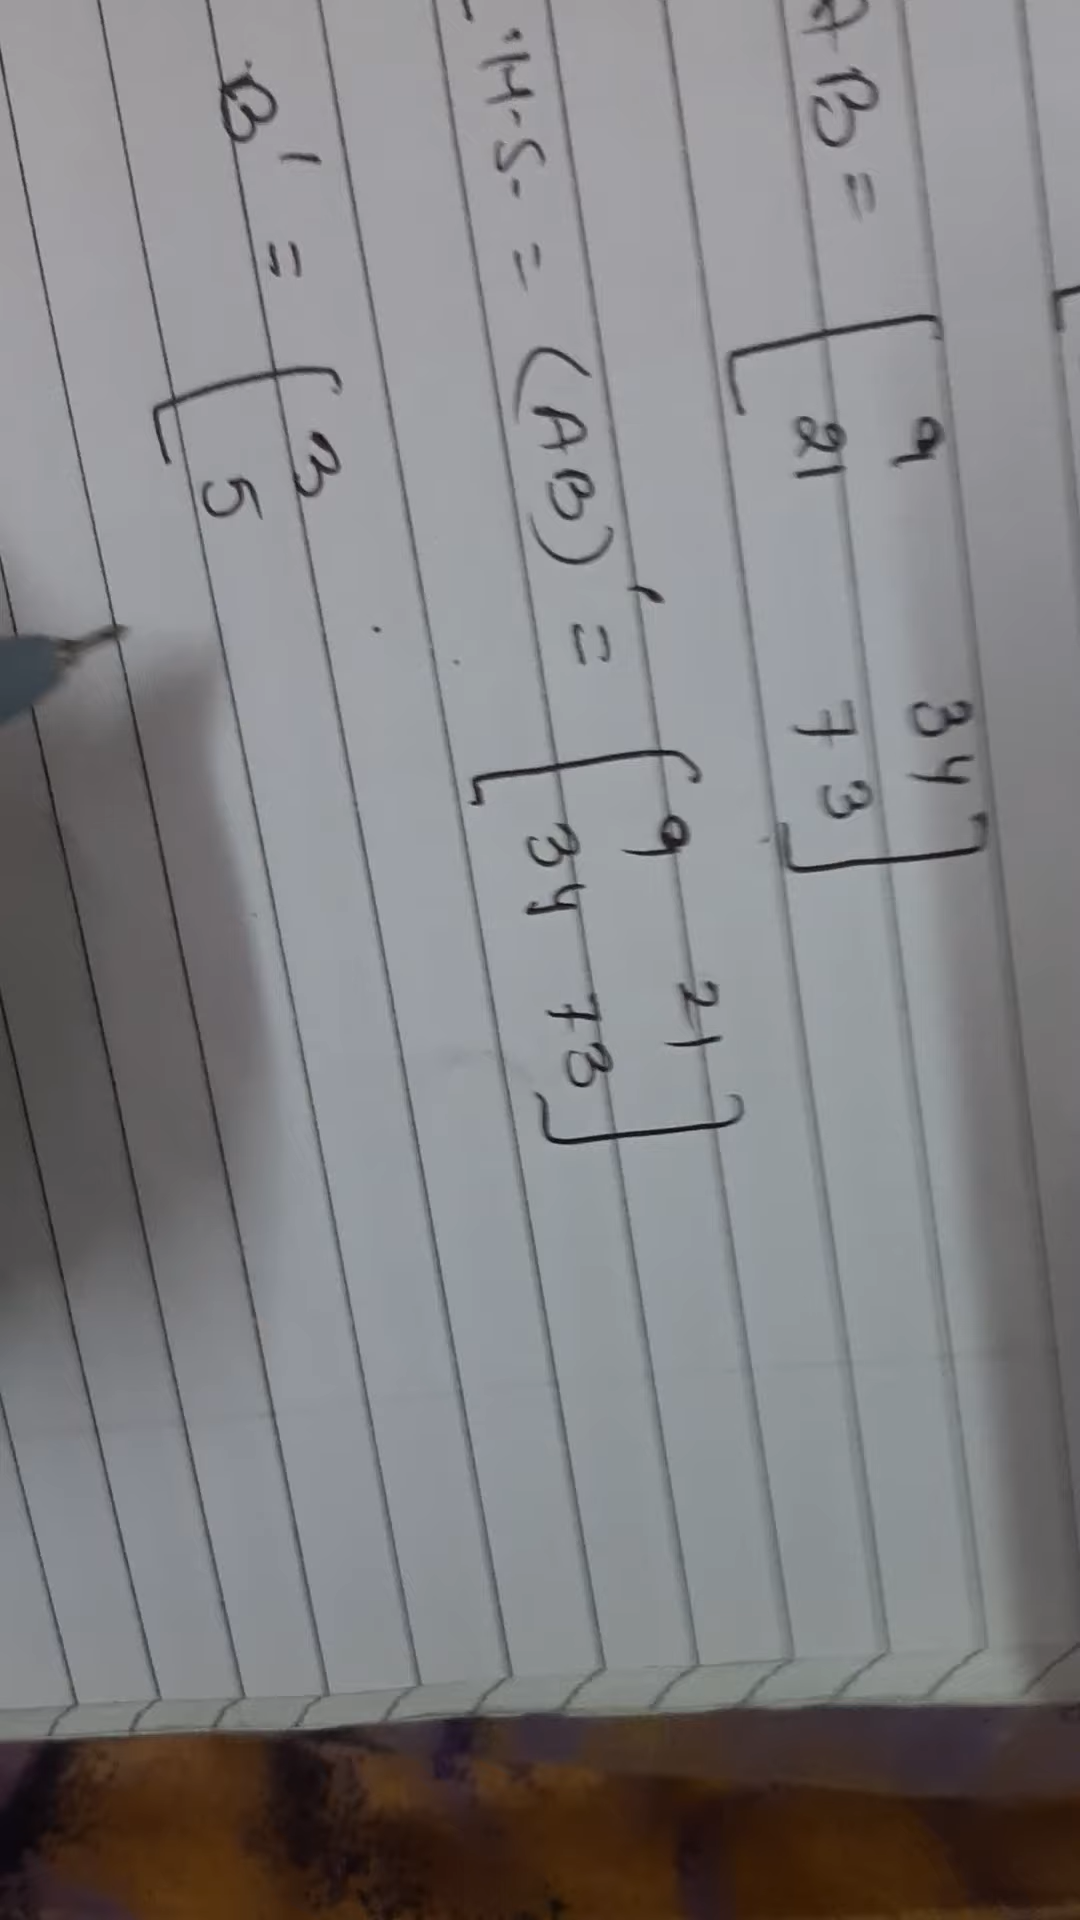 AB = [ 9 34
21 73 ]
L.H.S. = (AB)' = [ 9 21
34 73 ]
B' = [ 3
5